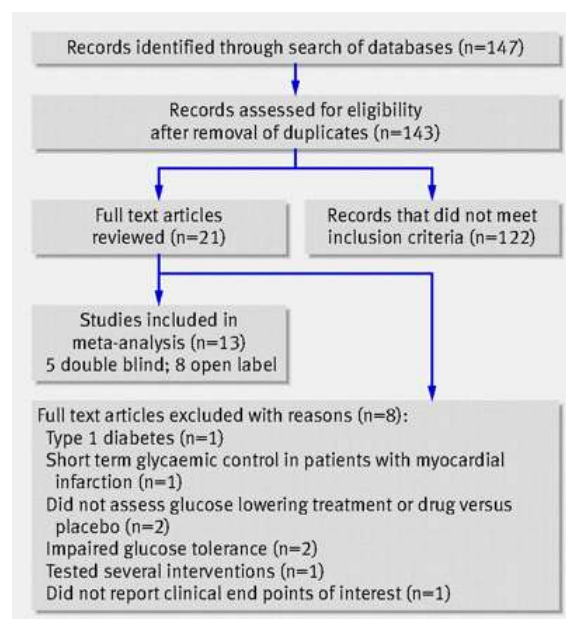 Records identified through search of databases (n=147)
Records assessed for eligibility
after removal of duplicates (n=143)
Full text articles
reviewed (n=21)
Records that did not meet
inclusion criteria (n=122)
Studies included in
meta-analysis (n=13)
5 double blind; 8 open label
Full text articles excluded with reasons (n=8):
Type 1 diabetes (n=1)
Short term glycaemic control in patients with myocardial
infarction (n=1)
Did not assess glucose lowering treatment or drug versus
placebo (n=2)
Impaired glucose tolerance (n=2)
Tested several interventions (n=1)
Did not report clinical end points of interest (n=1)